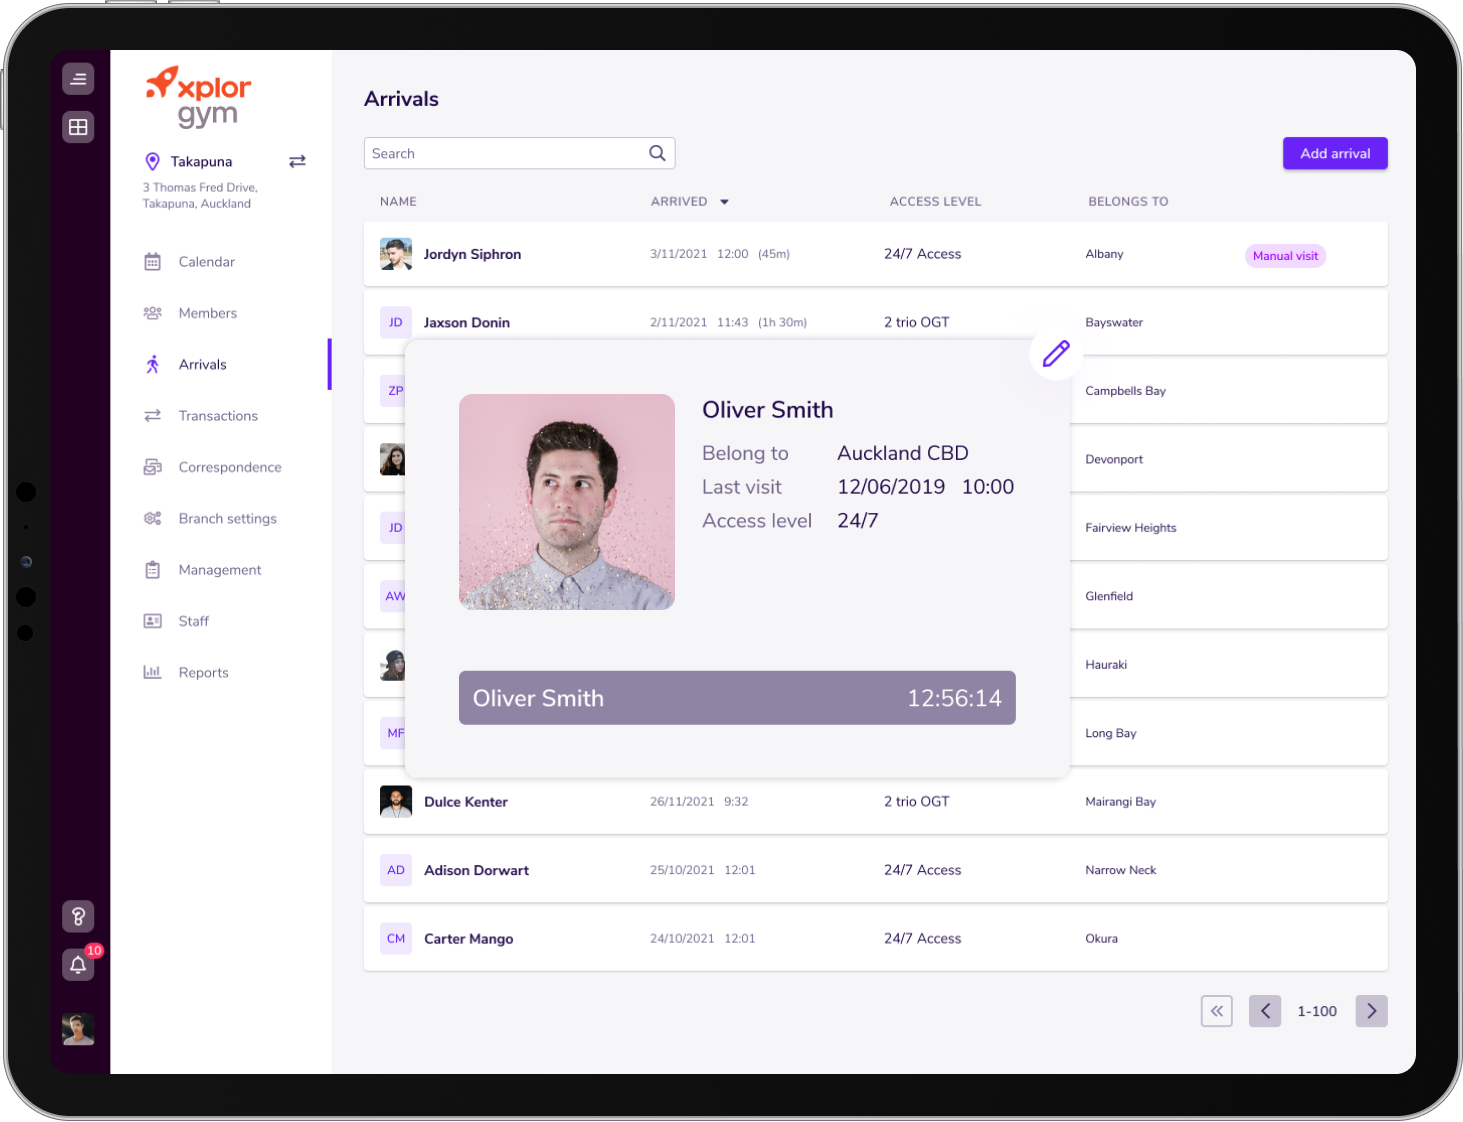 xplor
gym
Takapuna
3 Thomas Fred Drive,
Takapuna, Auckland
Calendar
Members
Arrivals
Transactions
Correspondence
Branch settings
Management
Staff
Reports
10
Arrivals
Search
Add arrival
NAME ARRIVED ACCESS LEVEL BELONGS TO
Jordyn Siphron 3/11/2021 12:00 (45m) 24/7 Access Albany Manual visit
JD Jaxson Donin 2/11/2021 11:43 (1h 30m) 2 trio OGT Bayswater
ZP Campbells Bay
Devonport
JD Fairview Heights
AW Glenfield
Hauraki
MF Long Bay
Oliver Smith
Belong to Auckland CBD
Last visit 12/06/2019 10:00
Access level 24/7
Oliver Smith 12:56:14
Dulce Kenter 26/11/2021 9:32 2 trio OGT Mairangi Bay
AD Adison Dorwart 25/10/2021 12:01 24/7 Access Narrow Neck
CM Carter Mango 24/10/2021 12:01 24/7 Access Okura
1-100